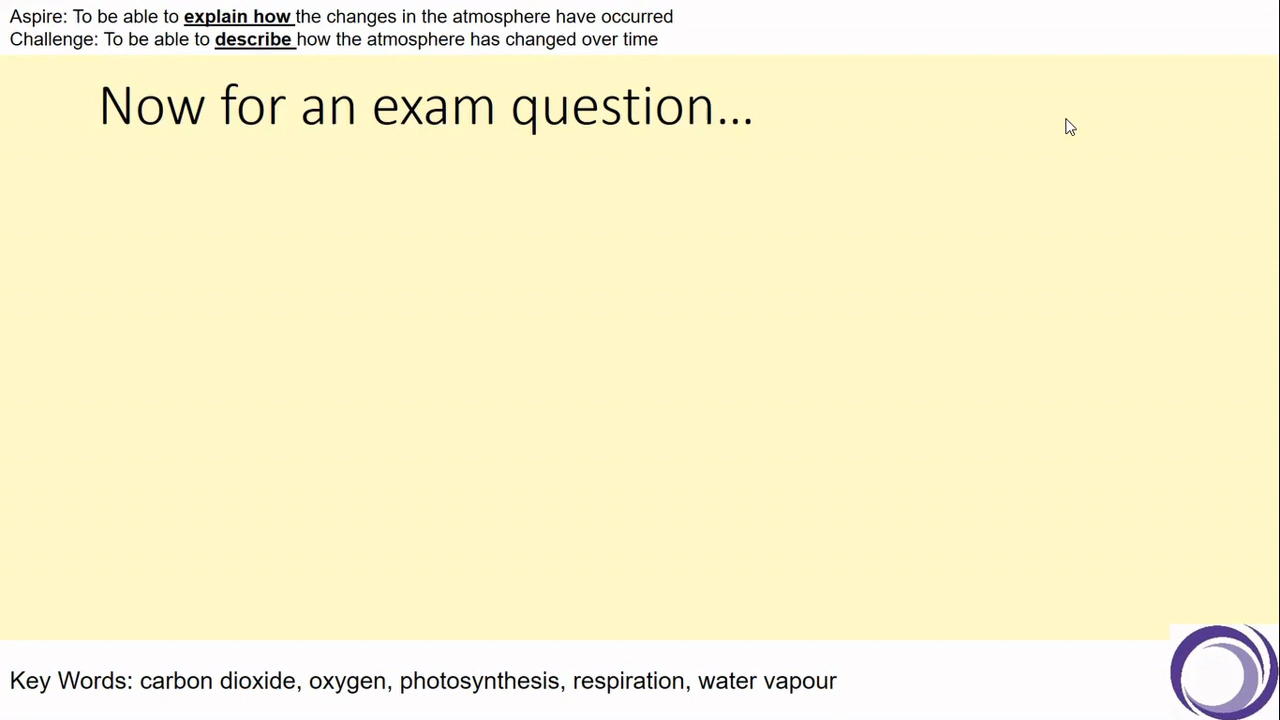 Aspire: To be able to explain how the changes in the atmosphere have occurred
Challenge: To be able to describe how the atmosphere has changed over time
Now for an exam question...
Key Words: carbon dioxide, oxygen, photosynthesis, respiration, water vapour